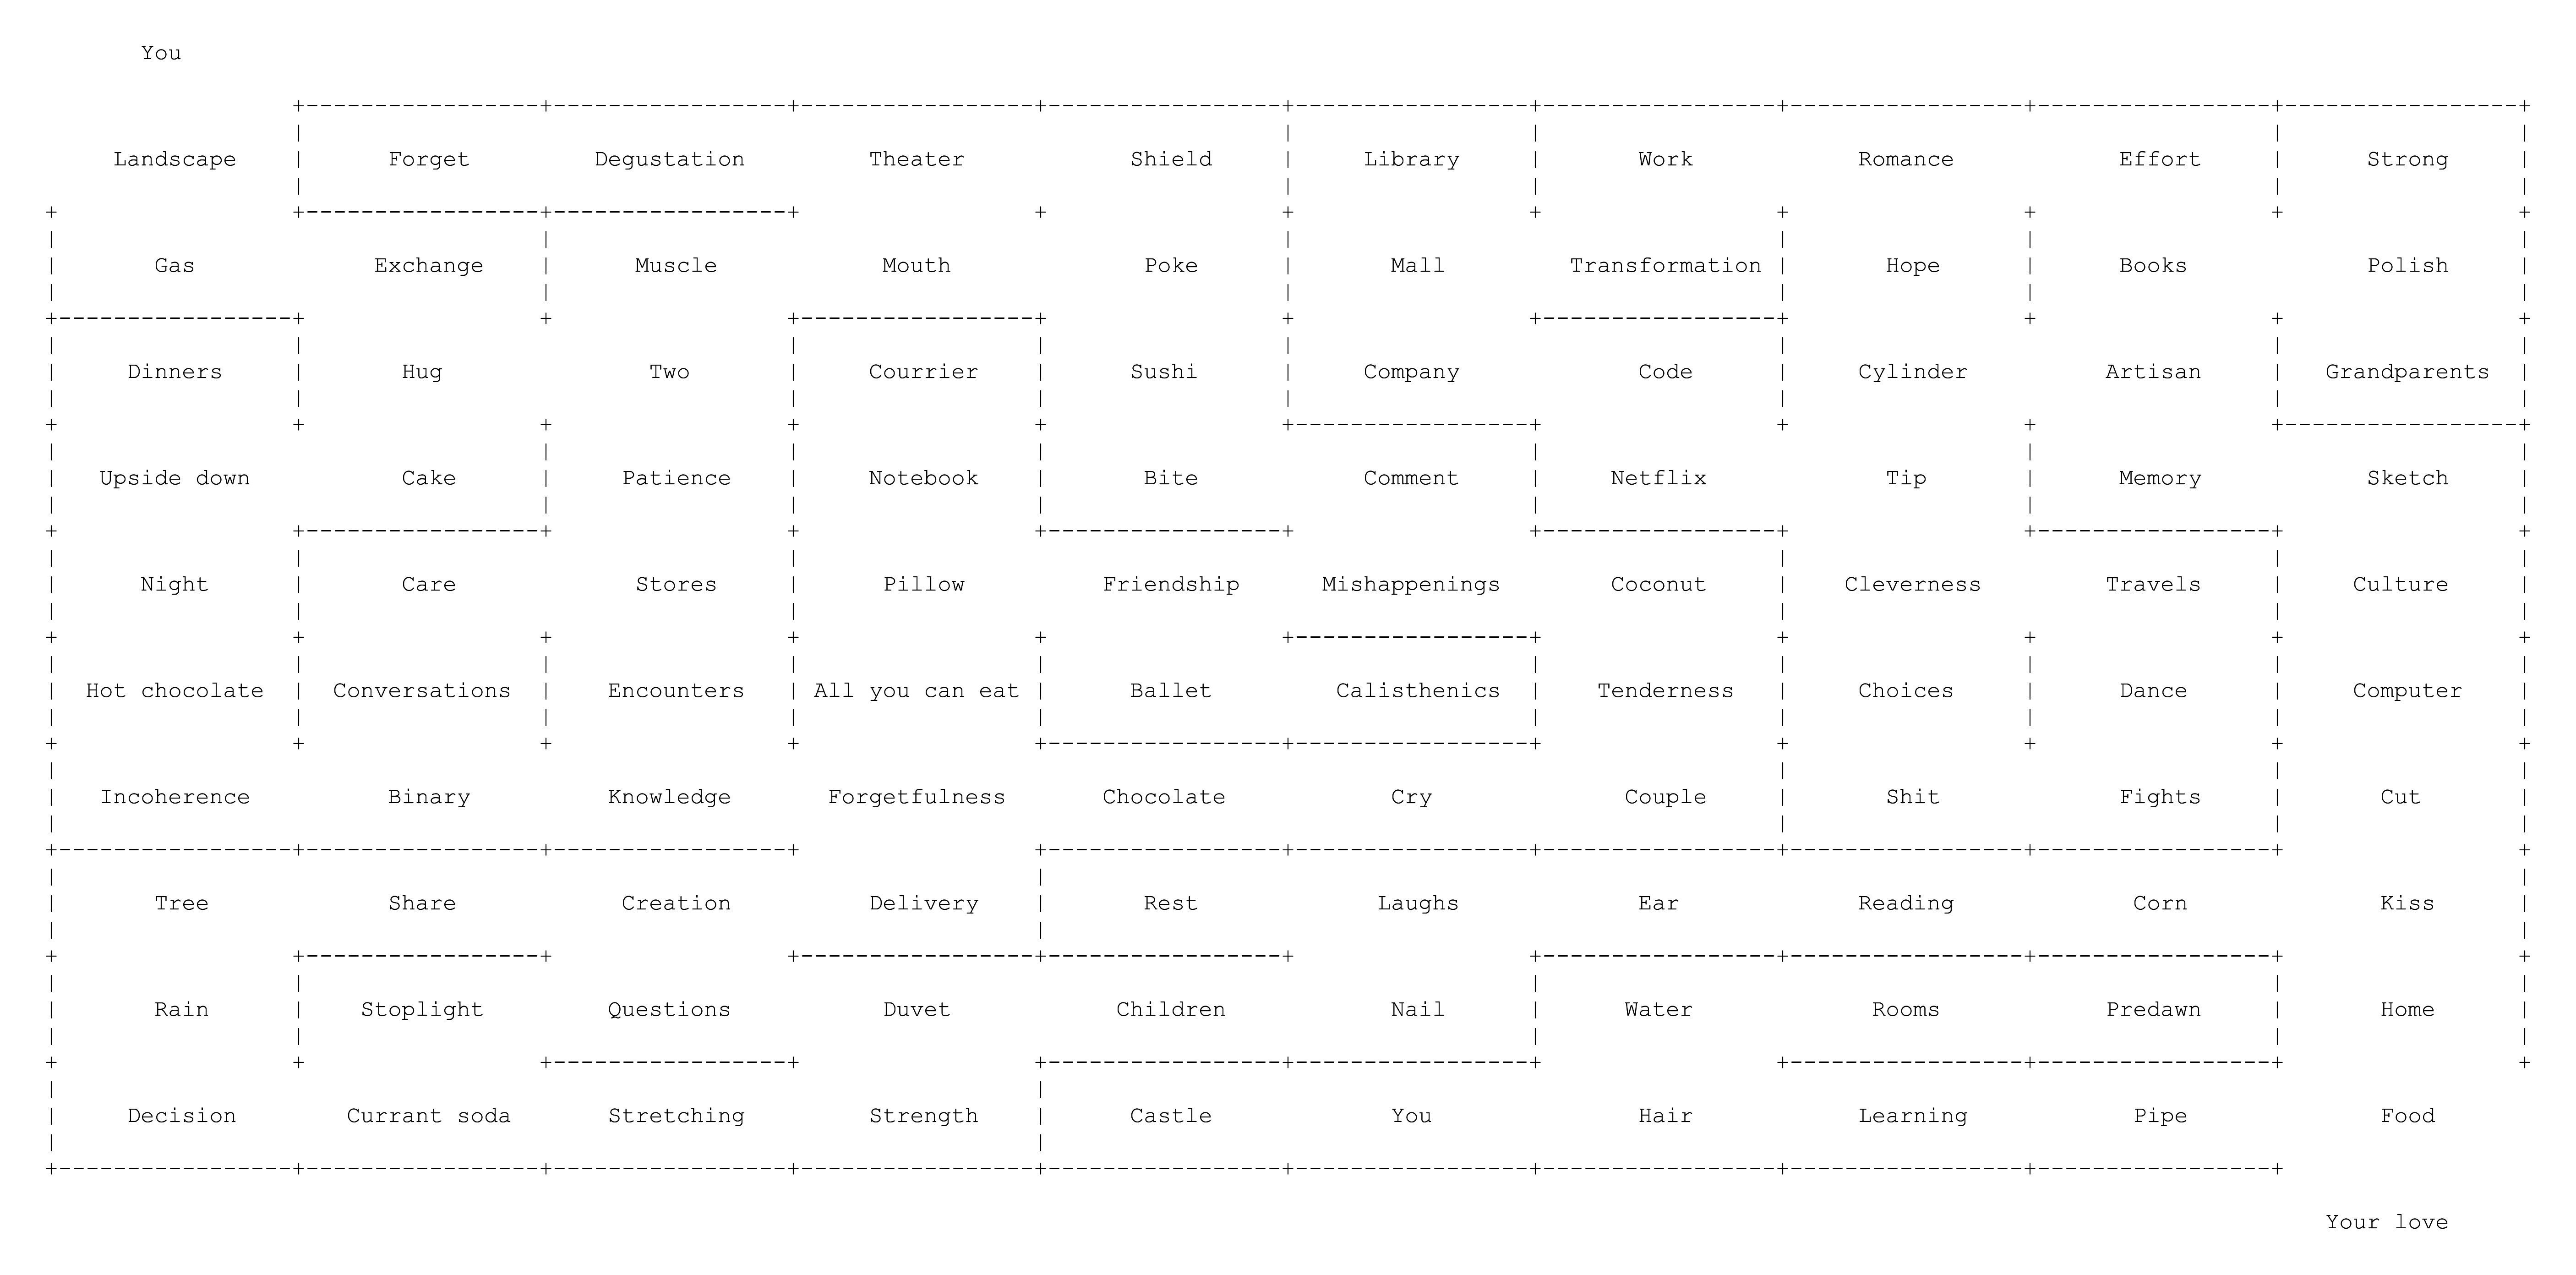 You
Landscape Forget Degustation Theater Shield Library Work Romance Effort Strong
Gas Exchange Muscle Mouth Poke Mall Transformation Hope Books Polish
Dinners Hug Two Courrier Sushi Company Code Cylinder Artisan Grandparents
Upside down Cake Patience Notebook Bite Comment Netflix Tip Memory Sketch
Night Care Stores Pillow Friendship Mishappenings Coconut Cleverness Travels Culture
Hot chocolate Conversations Encounters All you can eat Ballet Calisthenics Tenderness Choices Dance Computer
Incoherence Binary Knowledge Forgetfulness Chocolate Cry Couple Shit Fights Cut
Tree Share Creation Delivery Rest Laughs Ear Reading Corn Kiss
Rain Stoplight Questions Duvet Children Nail Water Rooms Predawn Home
Decision Currant soda Stretching Strength Castle You Hair Learning Pipe Food
Your love